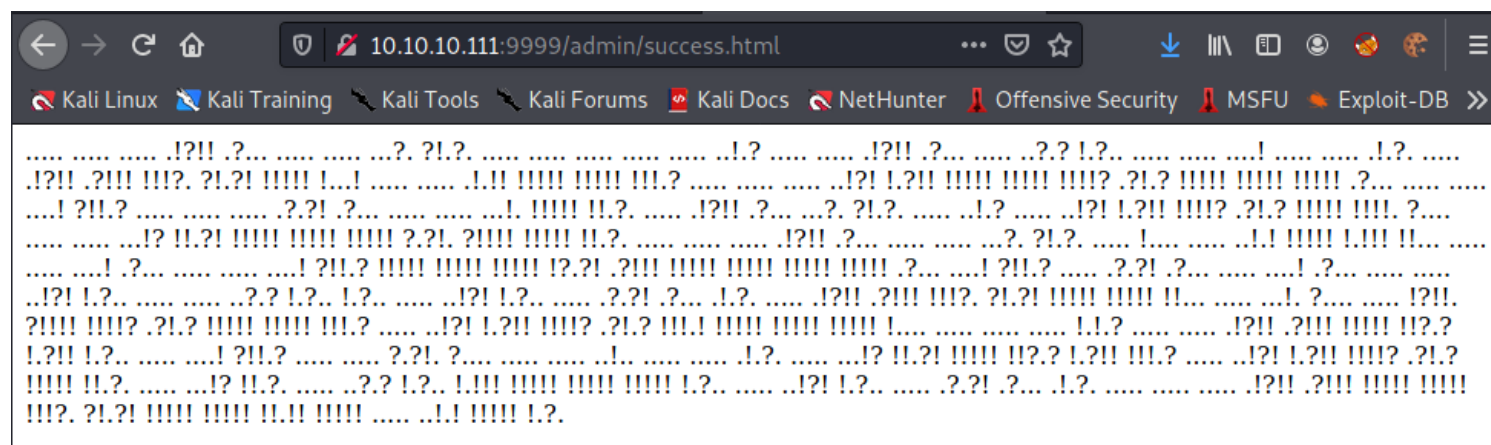 10.10.10.111:9999/admin/success.html
Kali Linux Kali Training Kali Tools Kali Forums Kali Docs NetHunter Offensive Security MSFU Exploit-DB
..... ..... ..... .!?!! .?... ..... ..... ...?. ?!.?. ..... ..... ..... ..... ..... ..!.? ..... ..... .!?!! .?... ..... ..?.? !.?.. ..... ..... ....! ..... ..... .!.?. .....
.!?!! .?!!! !!!?. ?!.?! !!!!! !...! ..... ..... .!.!! !!!!! !!!!! !!!.? ..... ..... ..... ..!?! !.?!! !!!!! !!!!! !!!!? .?!.? !!!!! !!!!! !!!!! .?... ..... .....
....! ?!!.? ..... ..... ..... .?.?! .?... ..... ..... ...!. !!!!! !!.?. ..... .!?!! .?... ...?. ?!.?. ..... ..!.? ..... ..!?! !.?!! !!!!? .?!.? !!!!! !!!!. ?....
..... ..... ...!? !!.?! !!!!! !!!!! !!!!! ?.?!. ?!!!! !!!!! !!.?. ..... ..... ..... .!?!! .?... ..... ..... ...?. ?!.?. ..... !.... ..... ..!.! !!!!! !.!!! !!... .....
..... ....! .?... ..... ..... ....! ?!!.? !!!!! !!!!! !!!!! !?.?! .?!!! !!!!! !!!!! !!!!! !!!!! .?... ....! ?!!.? ..... .?.?! .?... ..... ....! .?... ..... .....
..!?! !.?.. ..... ..... ..?.? !.?.. !.?.. ..... ..!?! !.?.. ..... .?.?! .?... .!.?. ..... .!?!! .?!!! !!!?. ?!.?! !!!!! !!!!! !!... ..... ...!. ?.... ..... !?!!.
?!!!! !!!!? .?!.? !!!!! !!!!! !!!.? ..... ..!?! !.?!! !!!!? .?!.? !!!.! !!!!! !!!!! !!!!! !.... ..... ..... ..... !.!.? ..... ..... .!?!! .?!!! !!!!! !!?.?
!.?!! !.?.. ..... ....! ?!!.? ..... ..... ?.?!. ?.... ..... ..... ..!.. ..... ..... .!.?. ..... ...!? !!.?! !!!!! !!?.? !.?!! !!!.? ..... ..!?! !.?!! !!!!? .?!.?
!!!!! !!.?. ..... ...!? !!.?. ..... ..?.? !.?.. !.!!! !!!!! !!!!! !!!!! !.?.. ..... ..!?! !.?.. ..... .?.?! .?... .!.?. ..... ..... ..... ..!?!! .?!!! !!!!! !!!!!
!!!?. ?!.?! !!!!! !!!!! !!.!! !!!!! ..... ..!.! !!!!! !.?.